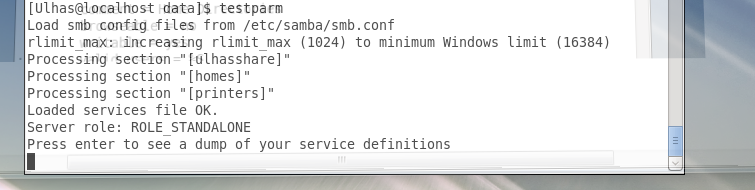 [Ulhas@localhost data]$ testparm
Load smb config files from /etc/samba/smb.conf
rlimit_max: increasing rlimit_max (1024) to minimum Windows limit (16384)
Processing section "[ulhasshare]"
Processing section "[homes]"
Processing section "[printers]"
Loaded services file OK.
Server role: ROLE_STANDALONE
Press enter to see a dump of your service definitions